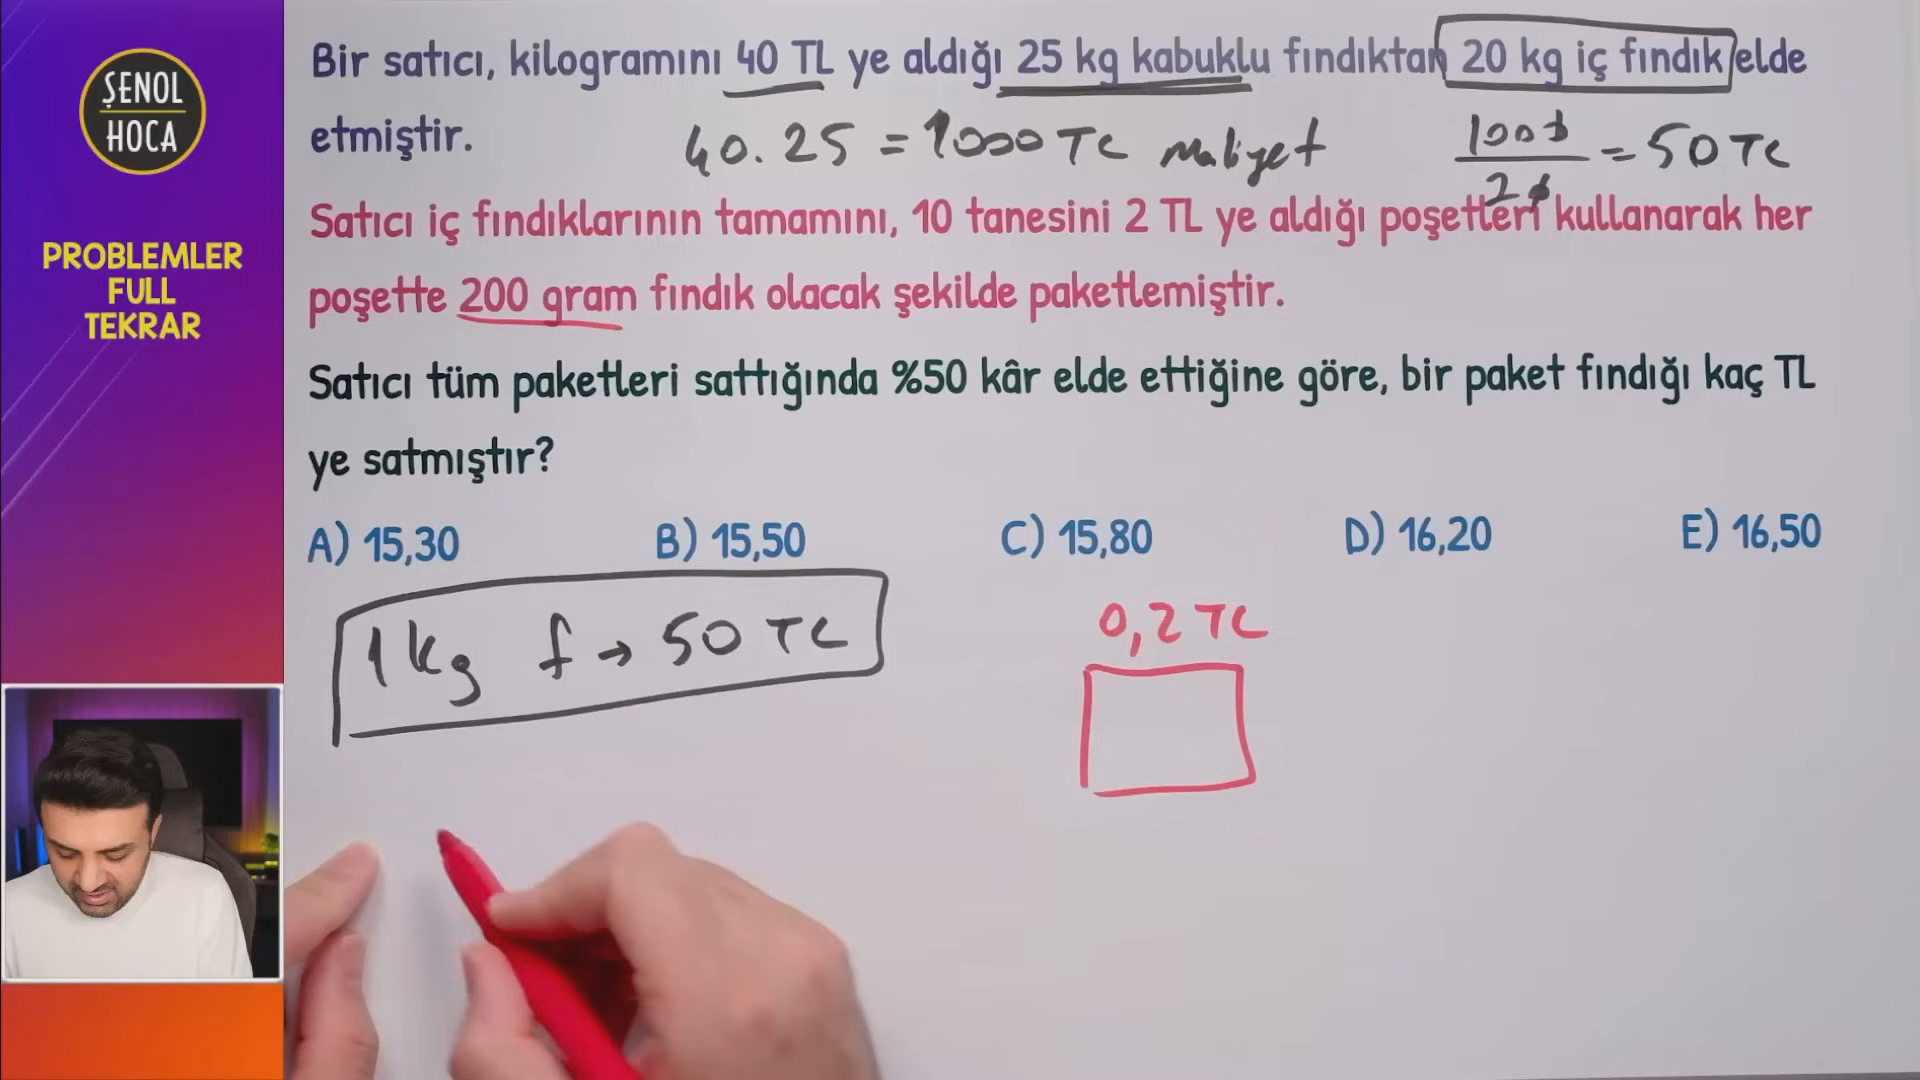 ŞENOL
HOCA
PROBLEMLER
FULL
TEKRAR
Bir satıcı, kilogramını 40 TL ye aldığı 25 kg kabuklu fındıktan 20 kg iç fındık elde
etmiştir.
40.25 = 1000 TL maliyet
1000
20
= 50 TL
Satıcı iç fındıklarının tamamını, 10 tanesini 2 TL ye aldığı poşetleri kullanarak her
poşette 200 gram fındık olacak şekilde paketlemiştir.
Satıcı tüm paketleri sattığında %50 kâr elde ettiğine göre, bir paket fındığı kaç TL
ye satmıştır?
A) 15,30 B) 15,50 C) 15,80 D) 16,20 E) 16,50
1 kg f → 50 TL
0,2 TL